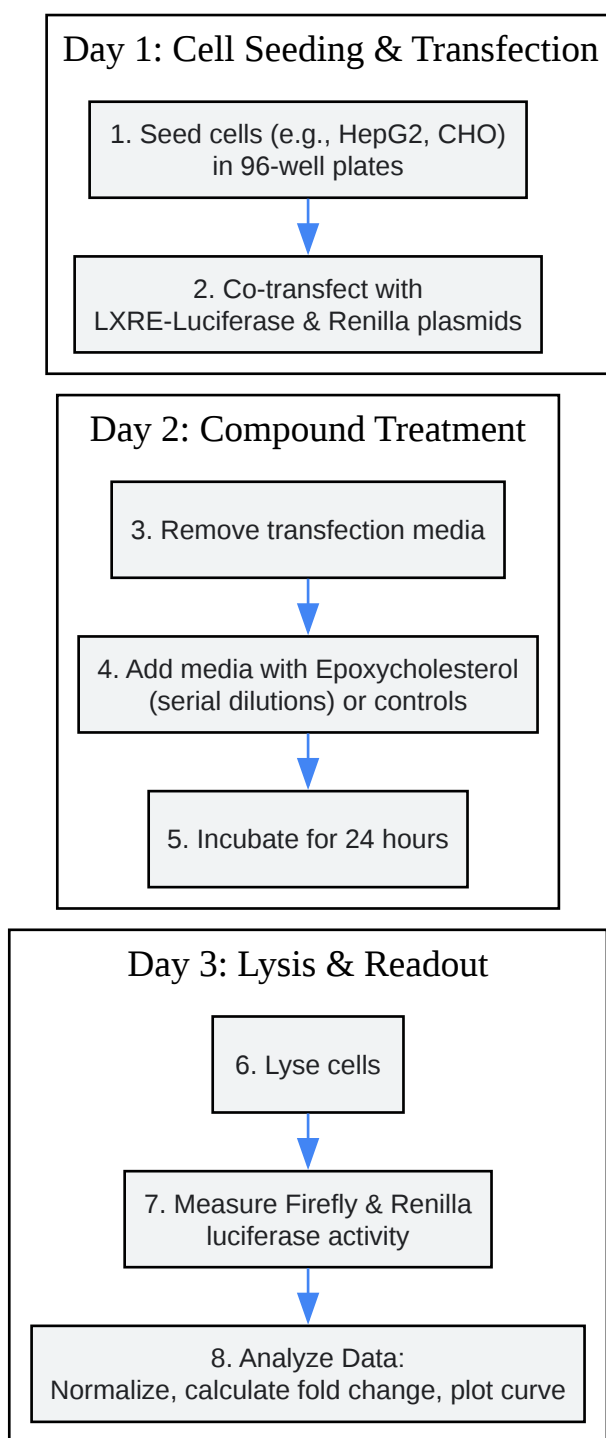 Day 1: Cell Seeding & Transfection
1. Seed cells (e.g., HepG2, CHO)
in 96-well plates
2. Co-transfect with
LXRE-Luciferase & Renilla plasmids
Day 2: Compound Treatment
3. Remove transfection media
4. Add media with Epoxycholesterol
(serial dilutions) or controls
5. Incubate for 24 hours
Day 3: Lysis & Readout
6. Lyse cells
7. Measure Firefly & Renilla
luciferase activity
8. Analyze Data:
Normalize, calculate fold change, plot curve